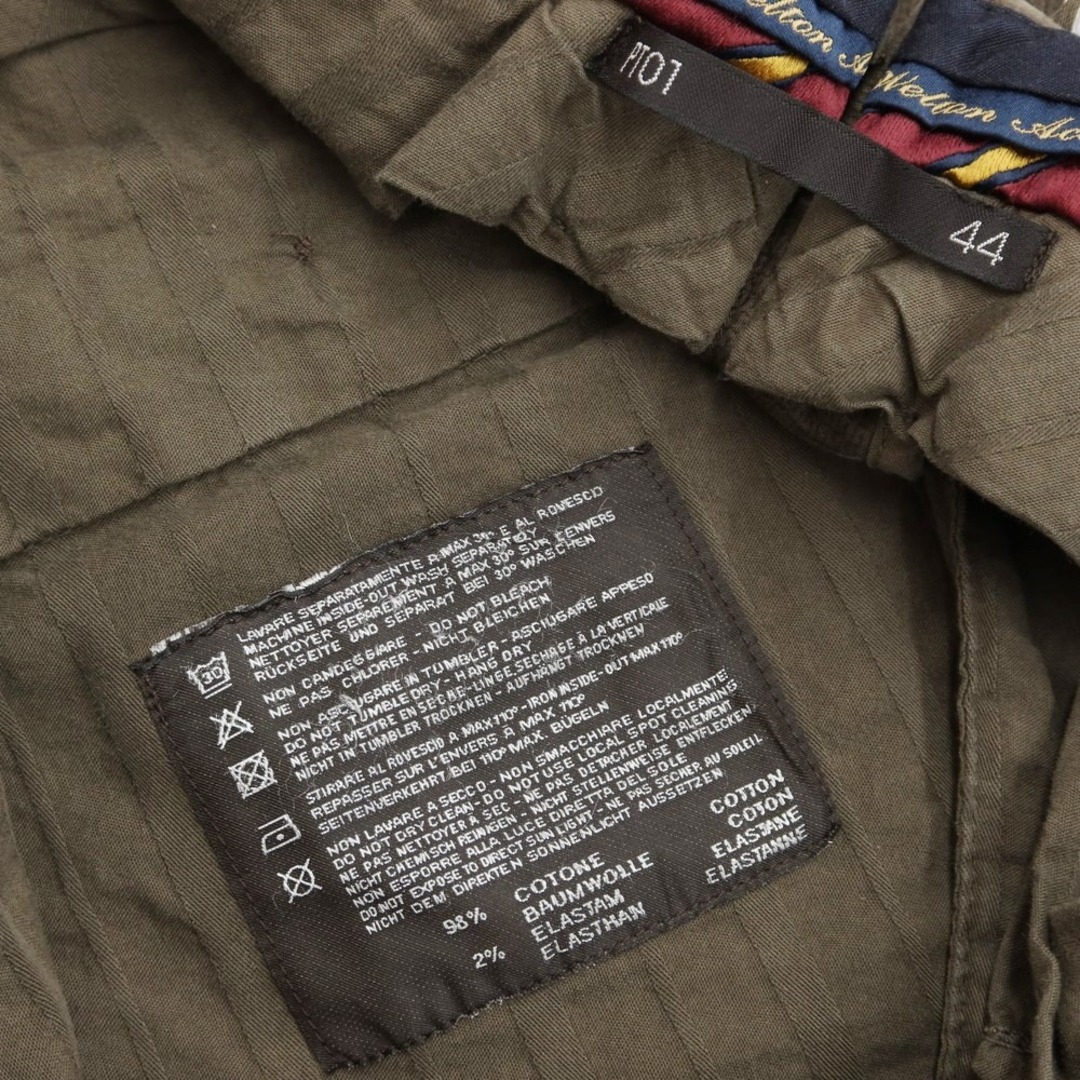 elton A
Welton Ac
PT01
44
LAVARE SEPARATAMENTE A MAX 30° E AL ROVESCIO
MACHINE INSIDE-OUT WASH SEPARATELY
NETTOYER SEPAREMENT A MAX 30° SUR L'ENVERS
RÜCKSEITE UND SEPARAT BEI 30° WASCHEN
30
NON CANDEGGIARE - DO NOT BLEACH
NE PAS CHLORER - NICHT BLEICHEN
NON ASCIUGARE IN TUMBLER - ASCIUGARE APPESO
DO NOT TUMBLE DRY - HANG DRY
NE PAS METTRE EN SECHE-LINGE SECHAGE À LA VERTICALE
NICHT IN TUMBLER TROCKNEN - AUFHÄNGT TROCKNEN
STIRARE AL ROVESCIO A MAX 110° - IRON INSIDE-OUT MAX 110°
REPASSER SUR L'ENVERS À MAX 110°
SEITENVERKEHRT BEI 110° MAX. BÜGELN
NON LAVARE A SECCO - NON SMACCHIARE LOCALMENTE.
DO NOT DRY CLEAN - DO NOT USE LOCAL SPOT CLEANING
NE PAS NETTOYER À SEC - NE PAS DETACHER LOCALEMENT
NICHT CHEMISCH REINIGEN - NICHT STELLENWEISE ENTFLECKEN
NON ESPORRE ALLA LUCE DIRETTA DEL SOLE
DO NOT EXPOSE TO DIRECT SUN LIGHT - NE PAS SECHER AU SOLEIL
NICHT DEM DIREKTEN SONNENLICHT AUSSETZEN
98% COTONE COTTON
BAUMWOLLE COTON
2% ELASTAM ELASTANE
ELASTHAN ELASTANNE